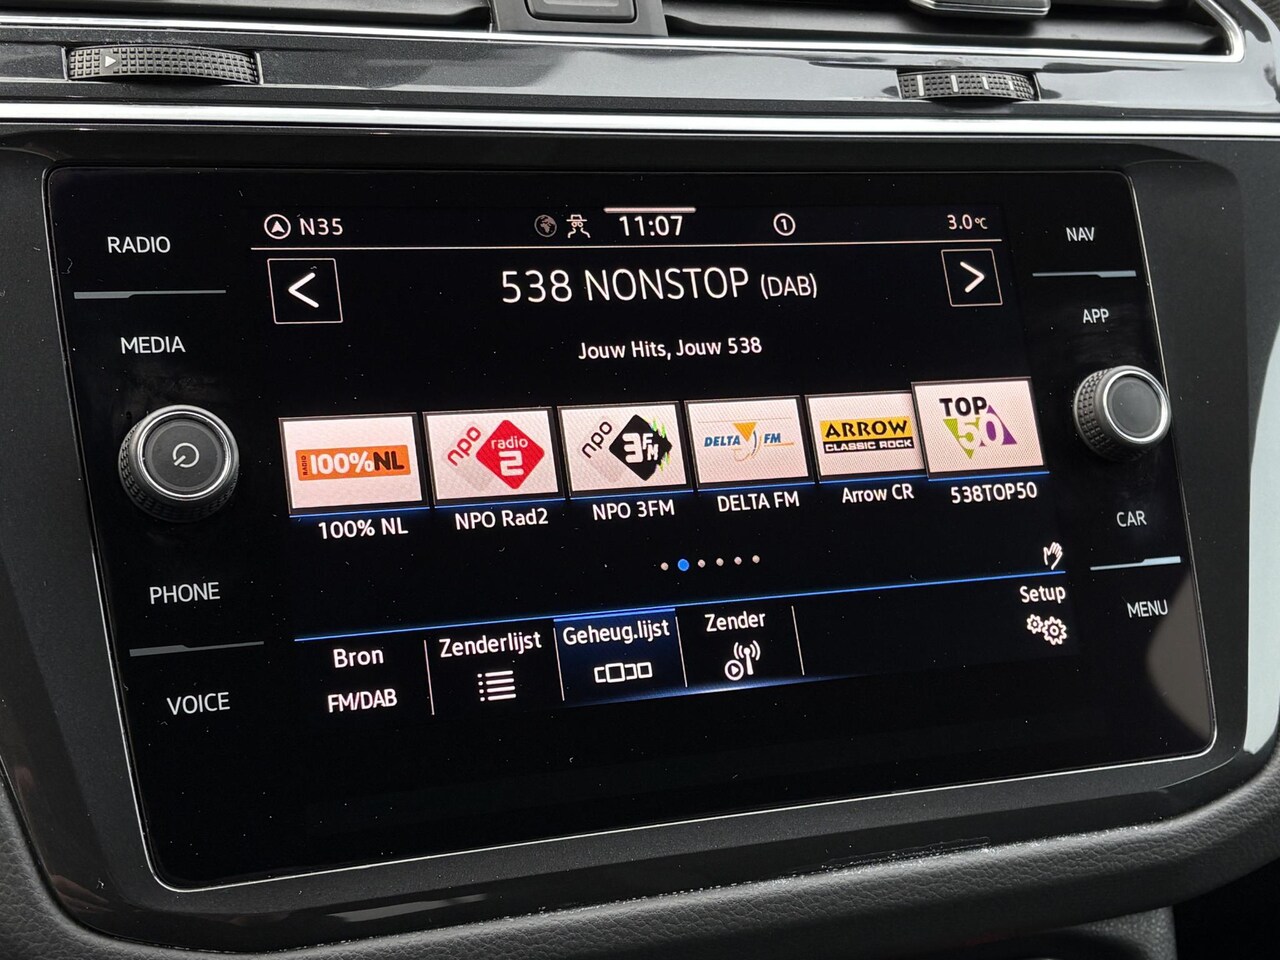 N35
11:07
1
3.0°C
RADIO
MEDIA
PHONE
VOICE
NAV
APP
CAR
MENU
<
538 NONSTOP (DAB)
>
Jouw Hits, Jouw 538
RADIO 100%NL
npo radio 2
npo 3FM
DELTA FM
ARROW
CLASSIC ROCK
TOP
50
100% NL
NPO Rad2
NPO 3FM
DELTA FM
Arrow CR
538TOP50
Bron
FM/DAB
Zenderlijst
Geheug.lijst
Zender
Setup